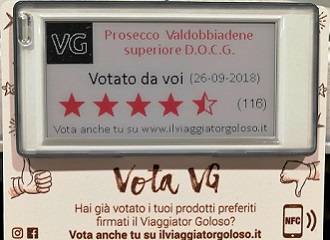 VG
Prosecco Valdobbiadene
superiore D.O.C.G.
Votato da voi (26-09-2018)
(116)
Vota anche tu su www.ilviaggiatorgoloso.it
Vota VG
Hai già votato i tuoi prodotti preferiti
firmati il Viaggiator Goloso?
Vota anche tu su ilviaggiatorgoloso.it
NFC